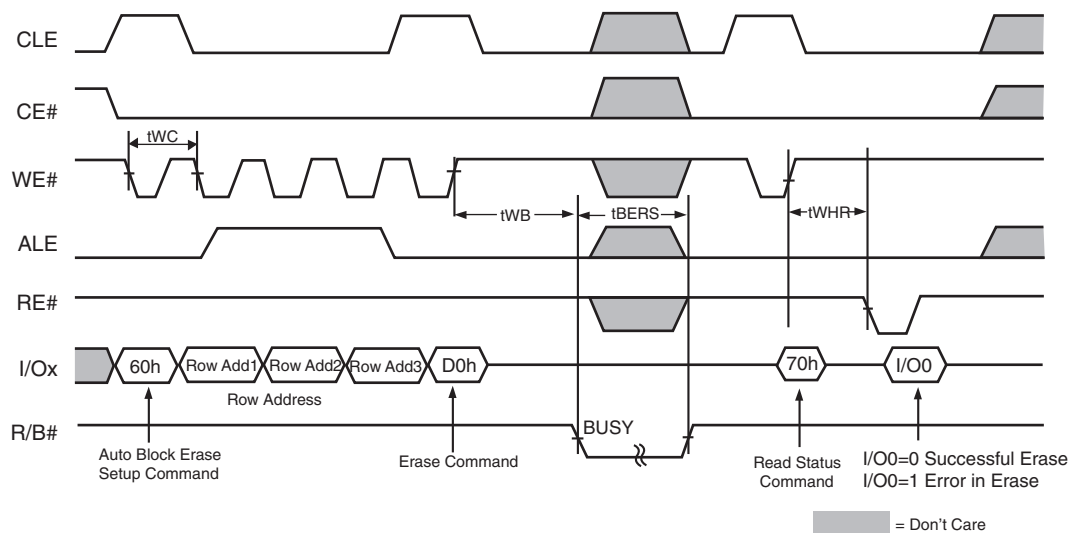 CLE
CE#
tWC
WE#
tWB
tBERS
tWHR
ALE
RE#
I/Ox
60h
Row Add1
Row Add2
Row Add3
D0h
70h
I/O0
Row Address
R/B#
BUSY
Auto Block Erase
Setup Command
Erase Command
Read Status
Command
I/O0=0 Successful Erase
I/O0=1 Error in Erase
= Don't Care